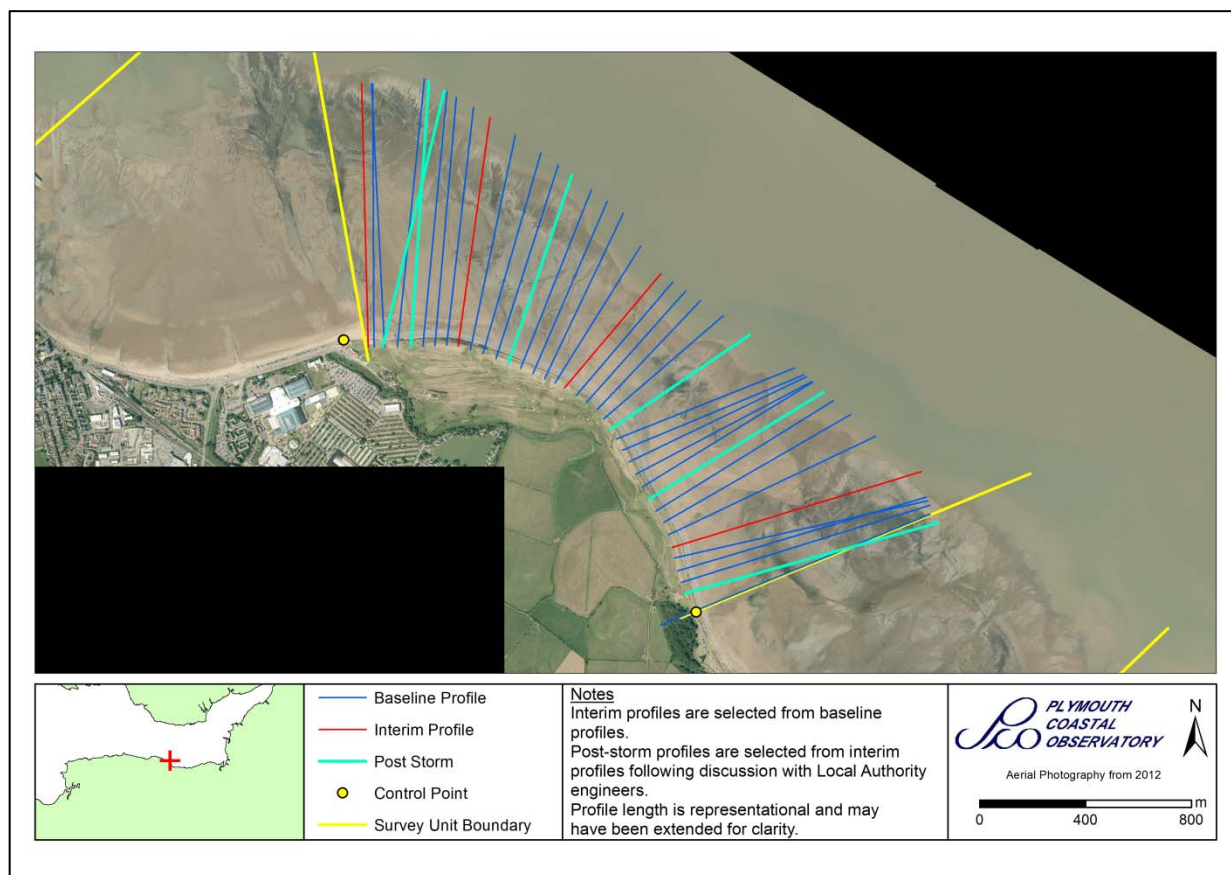 Baseline Profile
Interim Profile
Post Storm
Control Point
Survey Unit Boundary
Notes
Interim profiles are selected from baseline
profiles.
Post-storm profiles are selected from interim
profiles following discussion with Local Authority
engineers.
Profile length is representational and may
have been extended for clarity.
PLYMOUTH
COASTAL
OBSERVATORY
N
Aerial Photography from 2012
m
0 400 800